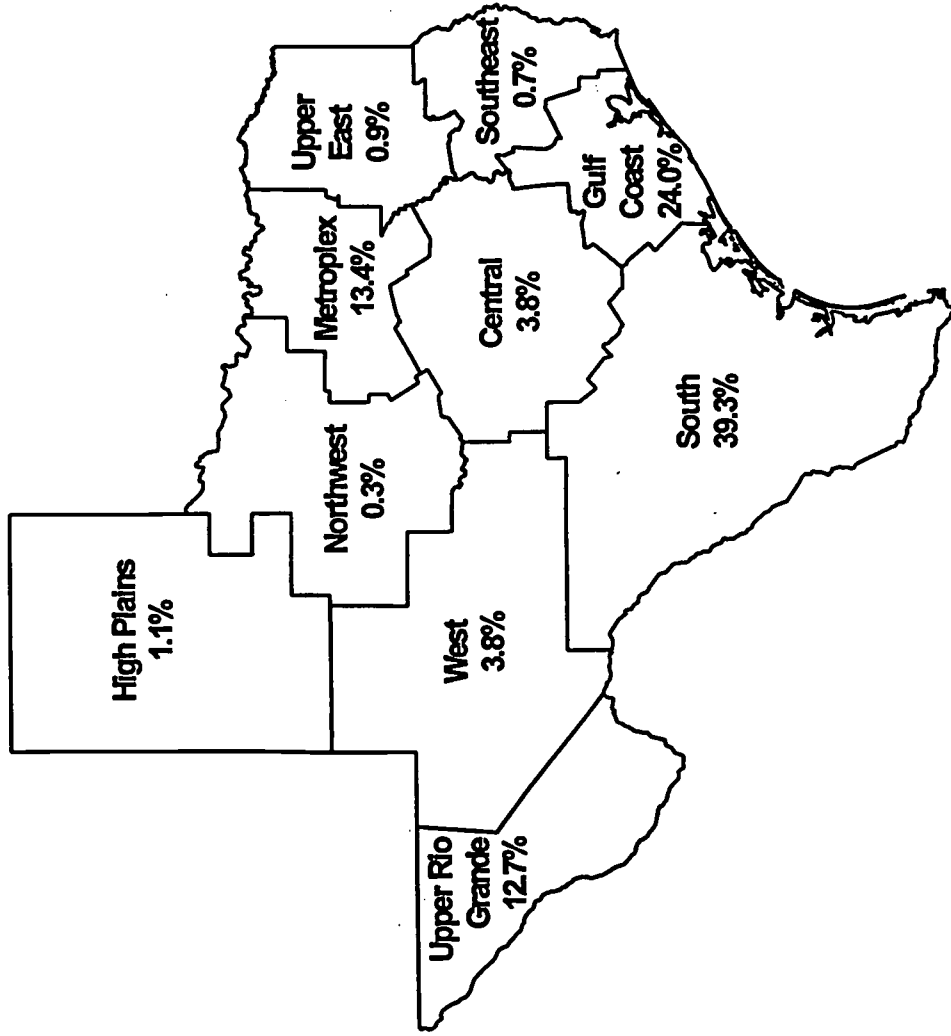 High Plains
1.1%
Northwest
0.3%
Metroplex
13.4%
Upper
East
0.9%
Southeast
0.7%
Gulf
Coast
24.0%
Central
3.8%
West
3.8%
Upper Rio
Grande
12.7%
South
39.3%